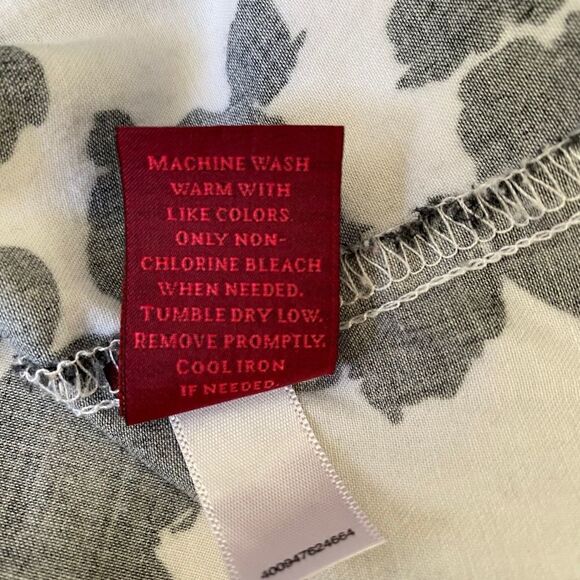 MACHINE WASH
WARM WITH
LIKE COLORS.
ONLY NON-
CHLORINE BLEACH
WHEN NEEDED.
TUMBLE DRY LOW.
REMOVE PROMPTLY.
COOL IRON
IF NEEDED.
400947624664